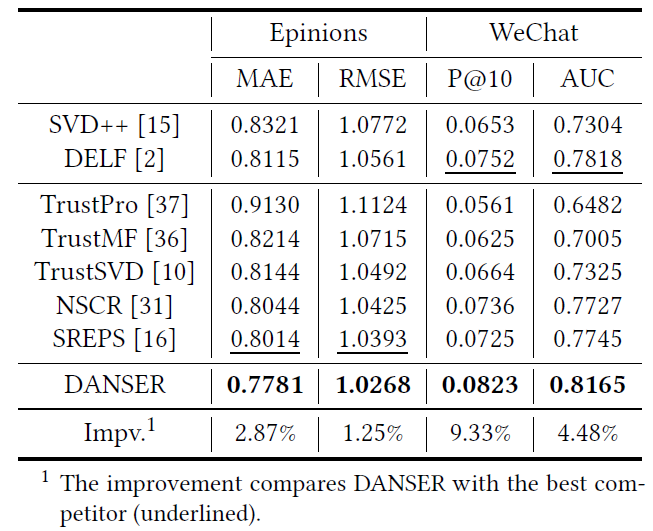 Epinions WeChat
MAE RMSE P@10 AUC
SVD++ [15] 0.8321 1.0772 0.0653 0.7304
DELF [2] 0.8115 1.0561 0.0752 0.7818
TrustPro [37] 0.9130 1.1124 0.0561 0.6482
TrustMF [36] 0.8214 1.0715 0.0625 0.7005
TrustSVD [10] 0.8144 1.0492 0.0664 0.7325
NSCR [31] 0.8044 1.0425 0.0736 0.7727
SREPS [16] 0.8014 1.0393 0.0725 0.7745
DANSER 0.7781 1.0268 0.0823 0.8165
Impv.¹ 2.87% 1.25% 9.33% 4.48%
¹ The improvement compares DANSER with the best com-
petitor (underlined).